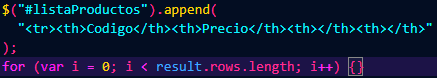 $("#listaProductos").append(
"<tr><th>Codigo</th><th>Precio</th><th></th><th></th>"
);
for (var i = 0; i < result.rows.length; i++) {}